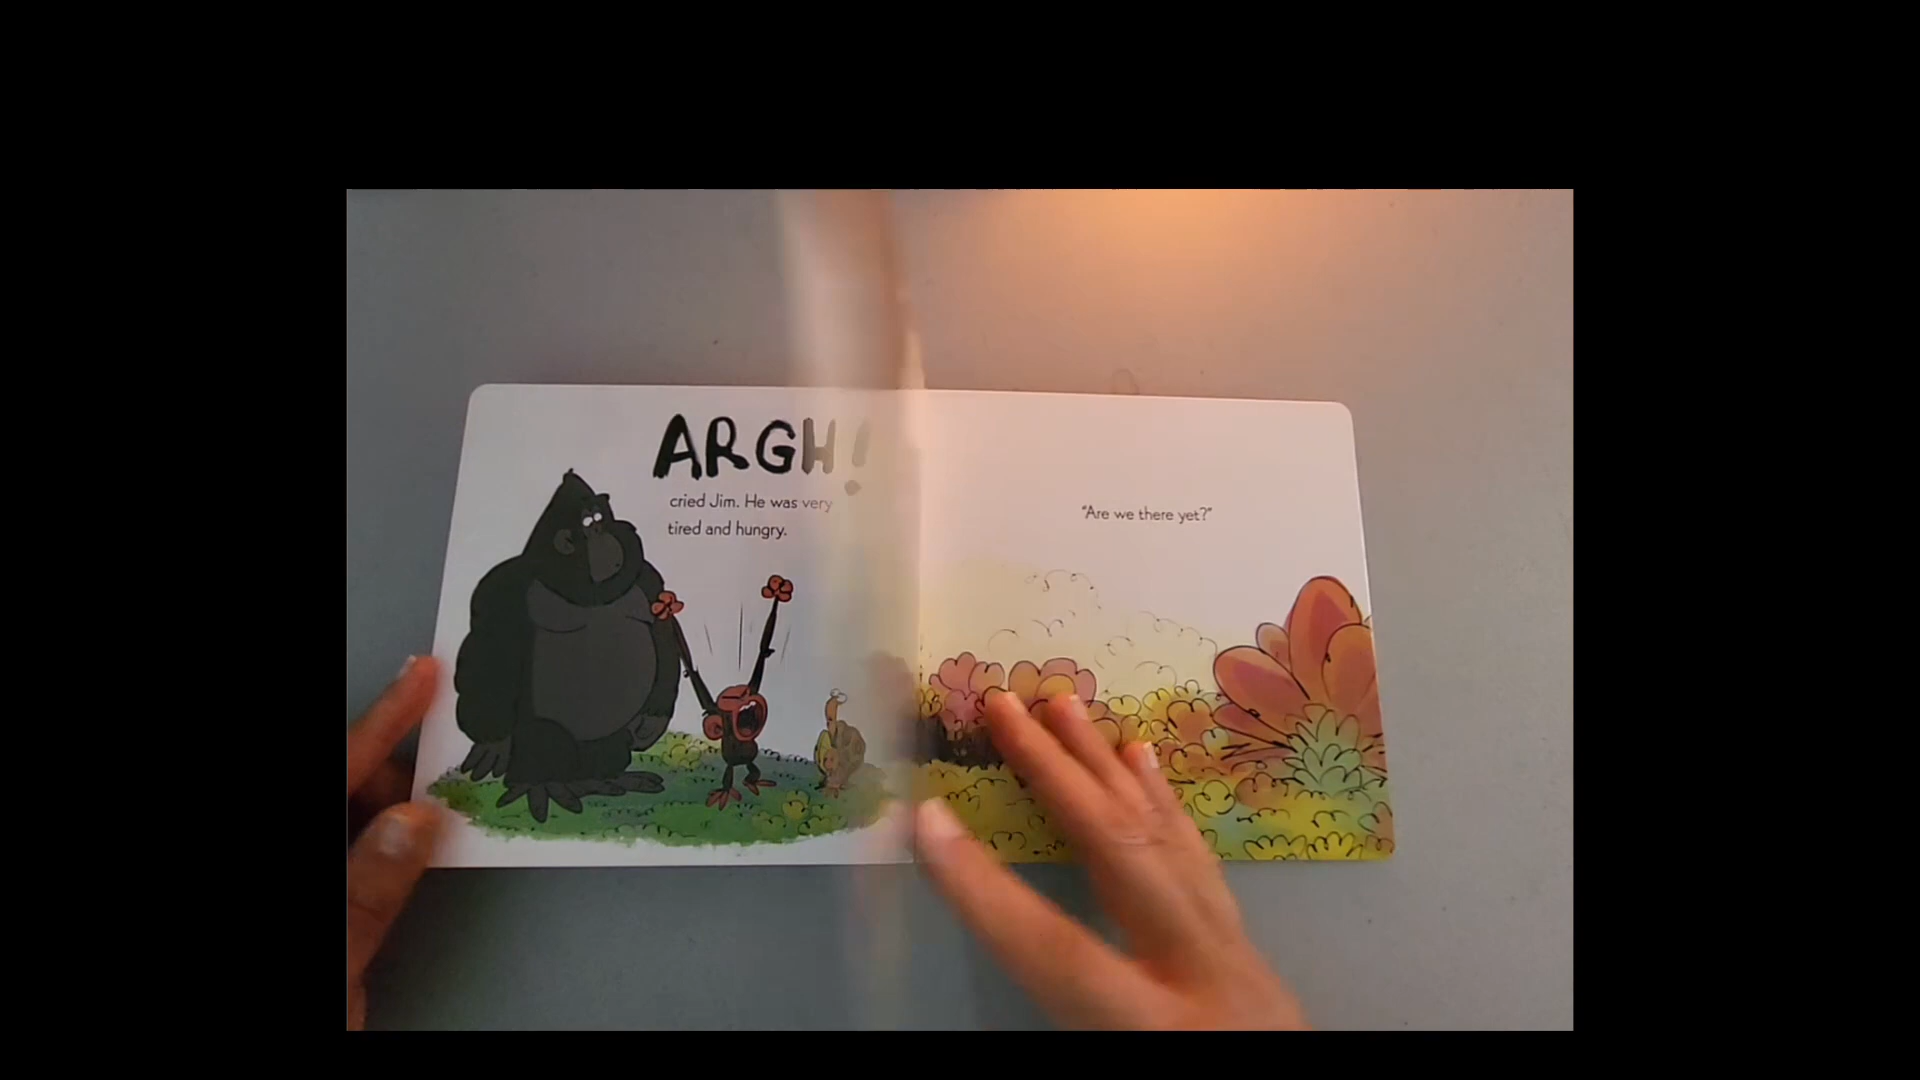 ARGH!
cried Jim. He was very
tired and hungry.
"Are we there yet?"